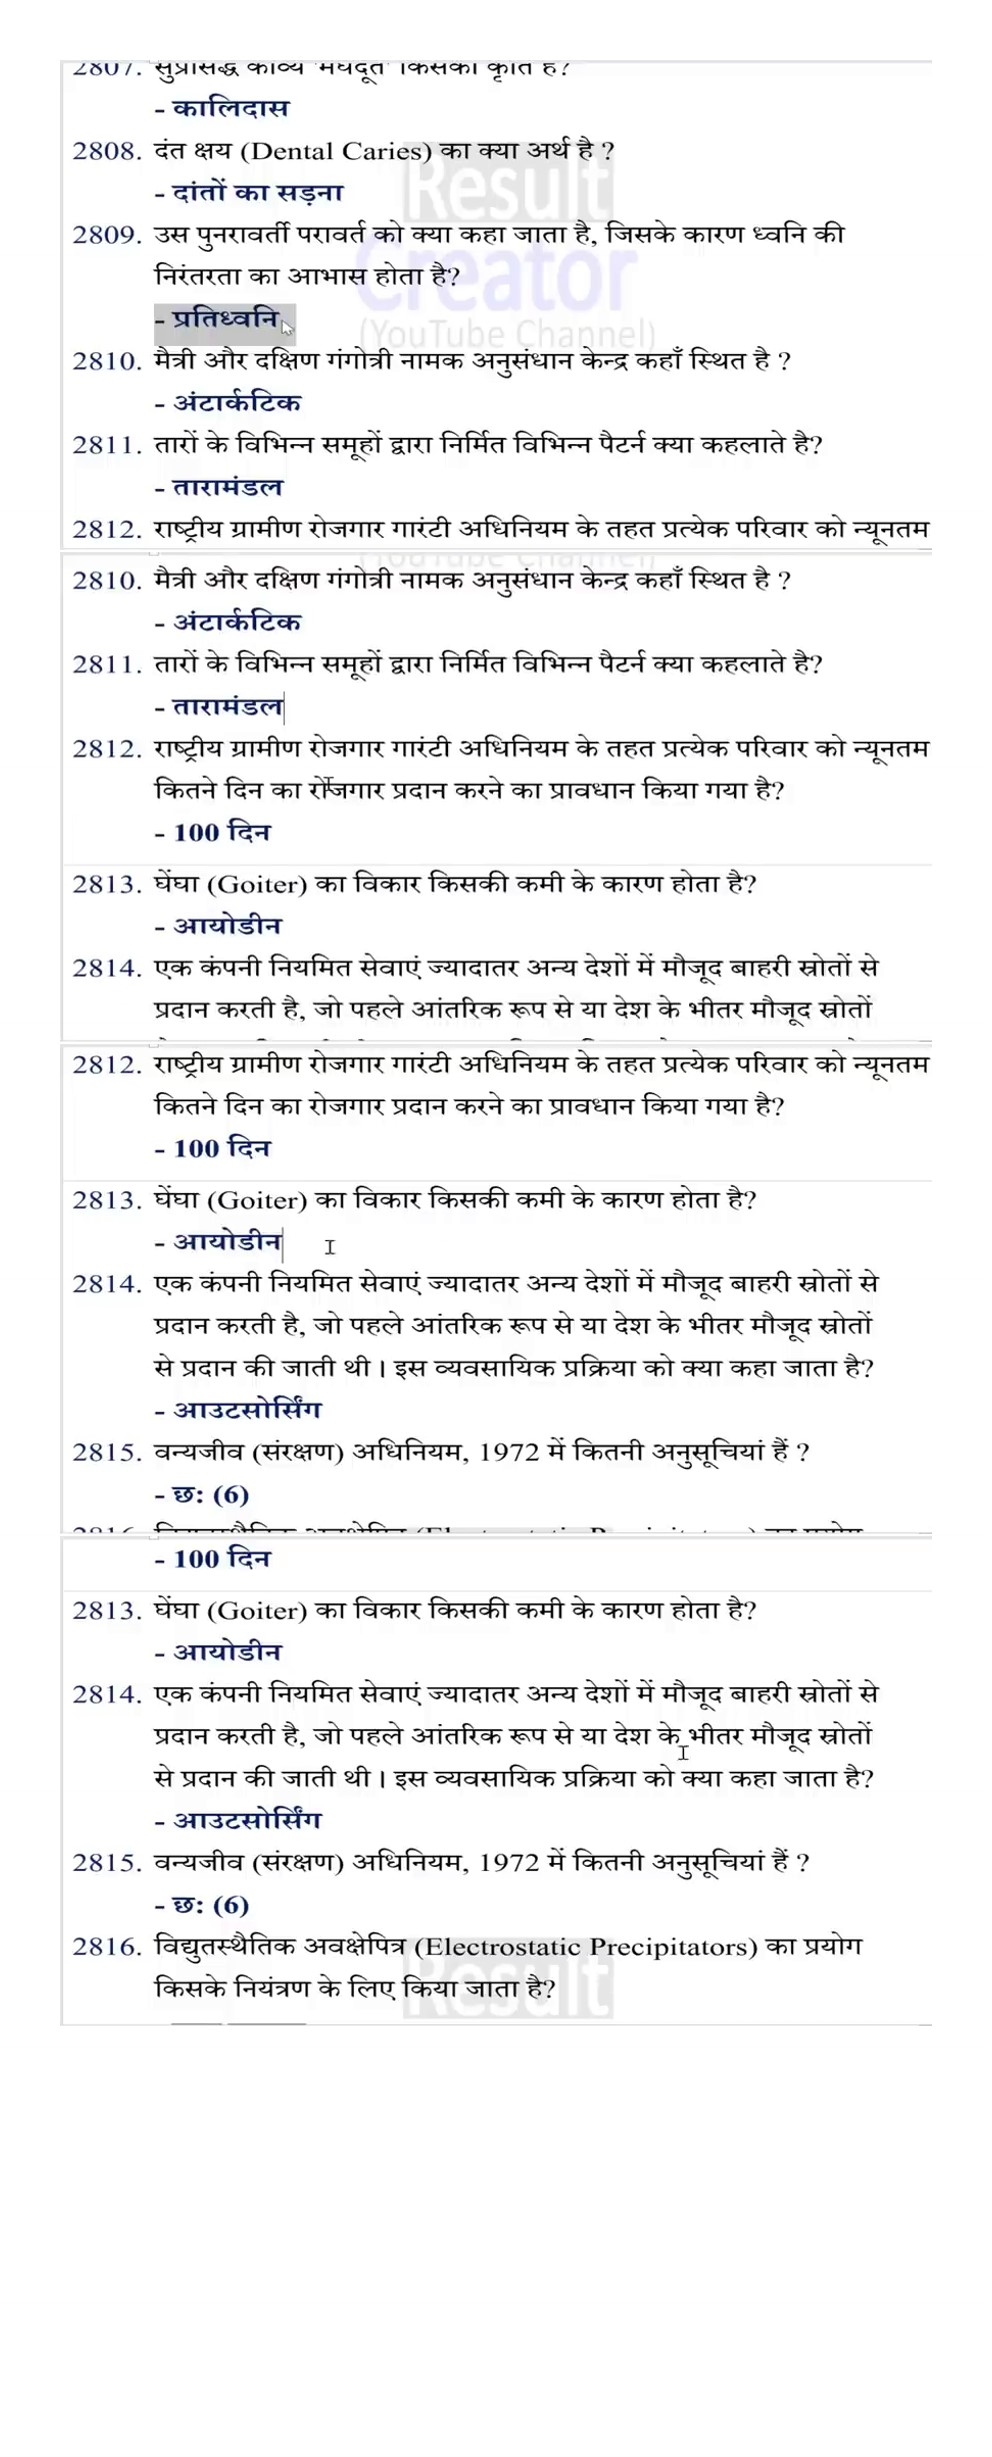 2807. सुप्रसिद्ध काव्य 'मेघदूत' किसकी कृति है?
- कालिदास
2808. दंत क्षय (Dental Caries) का क्या अर्थ है ?
- दांतों का सड़ना
2809. उस पुनरावर्ती परावर्त को क्या कहा जाता है, जिसके कारण ध्वनि की
निरंतरता का आभास होता है?
- प्रतिध्वनि
Result
Creator
(YouTube Channel)
2810. मैत्री और दक्षिण गंगोत्री नामक अनुसंधान केन्द्र कहाँ स्थित है ?
- अंटार्कटिक
2811. तारों के विभिन्न समूहों द्वारा निर्मित विभिन्न पैटर्न क्या कहलाते है?
- तारामंडल
2812. राष्ट्रीय ग्रामीण रोजगार गारंटी अधिनियम के तहत प्रत्येक परिवार को न्यूनतम
(YouTube Channel)
2810. मैत्री और दक्षिण गंगोत्री नामक अनुसंधान केन्द्र कहाँ स्थित है ?
- अंटार्कटिक
2811. तारों के विभिन्न समूहों द्वारा निर्मित विभिन्न पैटर्न क्या कहलाते है?
- तारामंडल
2812. राष्ट्रीय ग्रामीण रोजगार गारंटी अधिनियम के तहत प्रत्येक परिवार को न्यूनतम
कितने दिन का रोजगार प्रदान करने का प्रावधान किया गया है?
- 100 दिन
2813. घेंघा (Goiter) का विकार किसकी कमी के कारण होता है?
- आयोडीन
2814. एक कंपनी नियमित सेवाएं ज्यादातर अन्य देशों में मौजूद बाहरी स्रोतों से
प्रदान करती है, जो पहले आंतरिक रूप से या देश के भीतर मौजूद स्रोतों
2812. राष्ट्रीय ग्रामीण रोजगार गारंटी अधिनियम के तहत प्रत्येक परिवार को न्यूनतम
कितने दिन का रोजगार प्रदान करने का प्रावधान किया गया है?
- 100 दिन
2813. घेंघा (Goiter) का विकार किसकी कमी के कारण होता है?
- आयोडीन
2814. एक कंपनी नियमित सेवाएं ज्यादातर अन्य देशों में मौजूद बाहरी स्रोतों से
प्रदान करती है, जो पहले आंतरिक रूप से या देश के भीतर मौजूद स्रोतों
से प्रदान की जाती थी । इस व्यवसायिक प्रक्रिया को क्या कहा जाता है?
- आउटसोर्सिंग
2815. वन्यजीव (संरक्षण) अधिनियम, 1972 में कितनी अनुसूचियां हैं ?
- छः (6)
- 100 दिन
2813. घेंघा (Goiter) का विकार किसकी कमी के कारण होता है?
- आयोडीन
2814. एक कंपनी नियमित सेवाएं ज्यादातर अन्य देशों में मौजूद बाहरी स्रोतों से
प्रदान करती है, जो पहले आंतरिक रूप से या देश के भीतर मौजूद स्रोतों
से प्रदान की जाती थी । इस व्यवसायिक प्रक्रिया को क्या कहा जाता है?
- आउटसोर्सिंग
2815. वन्यजीव (संरक्षण) अधिनियम, 1972 में कितनी अनुसूचियां हैं ?
- छः (6)
2816. विद्युतस्थैतिक अवक्षेपित्र (Electrostatic Precipitators) का प्रयोग
किसके नियंत्रण के लिए किया जाता है?
Result